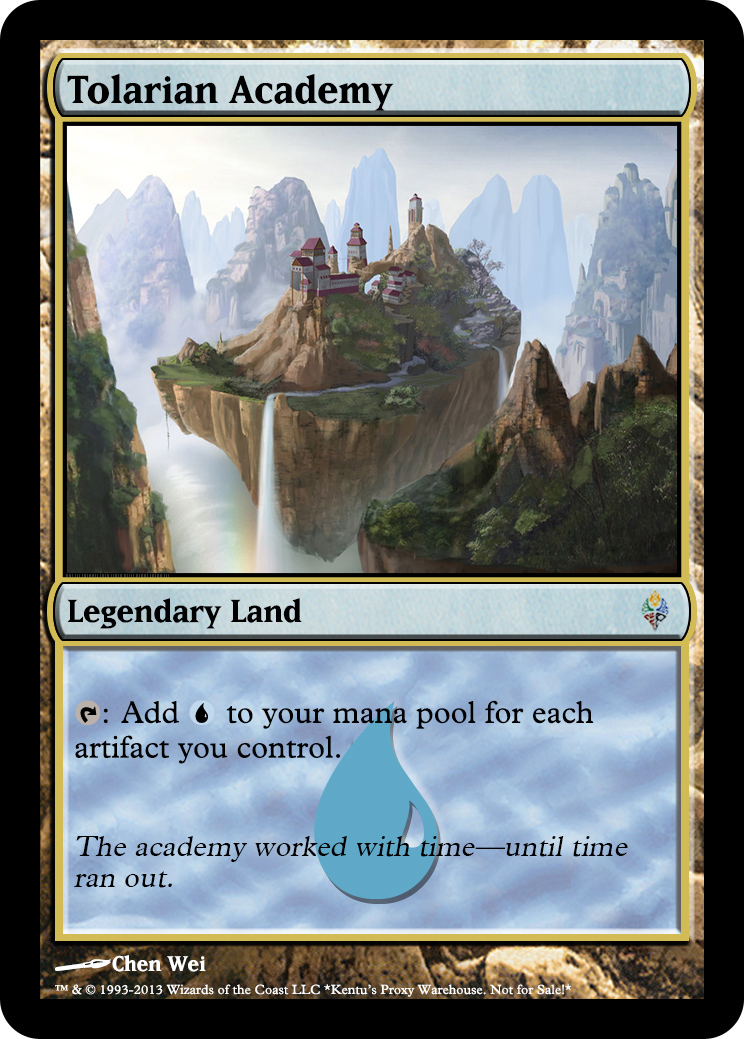 Tolarian Academy
Legendary Land
: Add to your mana pool for each
artifact you control.
The academy worked with time—until time
ran out.
Chen Wei
™ & © 1993-2013 Wizards of the Coast LLC *Kentu's Proxy Warehouse. Not for Sale!*